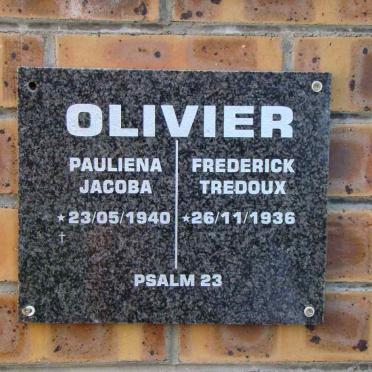 OLIVIER
PAULIENA
JACOBA
★23/05/1940
†
FREDERICK
TREDOUX
★26/11/1936
PSALM 23